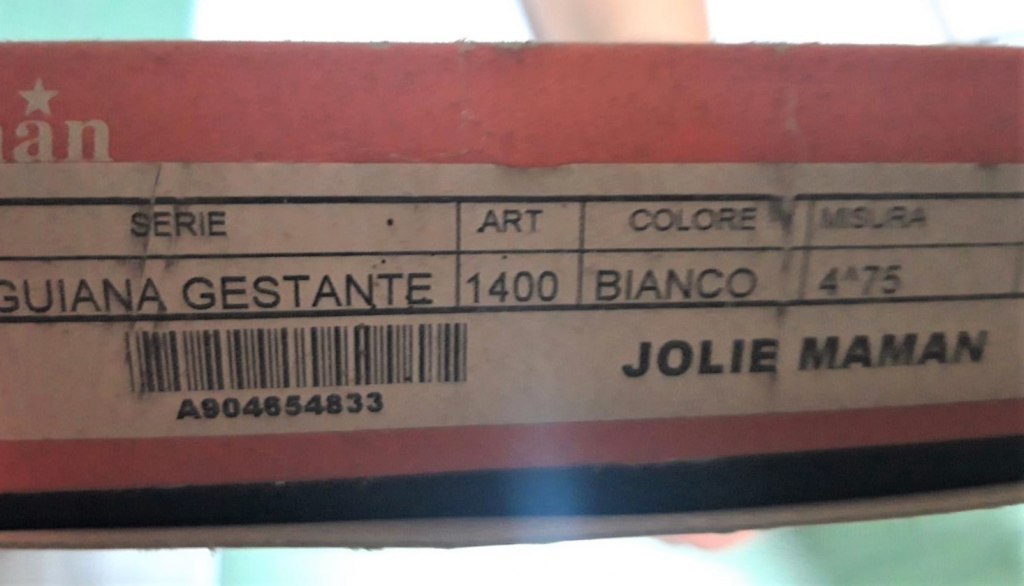 SERIE ART COLORE MISURA
GUIANA GESTANTE 1400 BIANCO 4^75
JOLIE MAMAN
A904654833